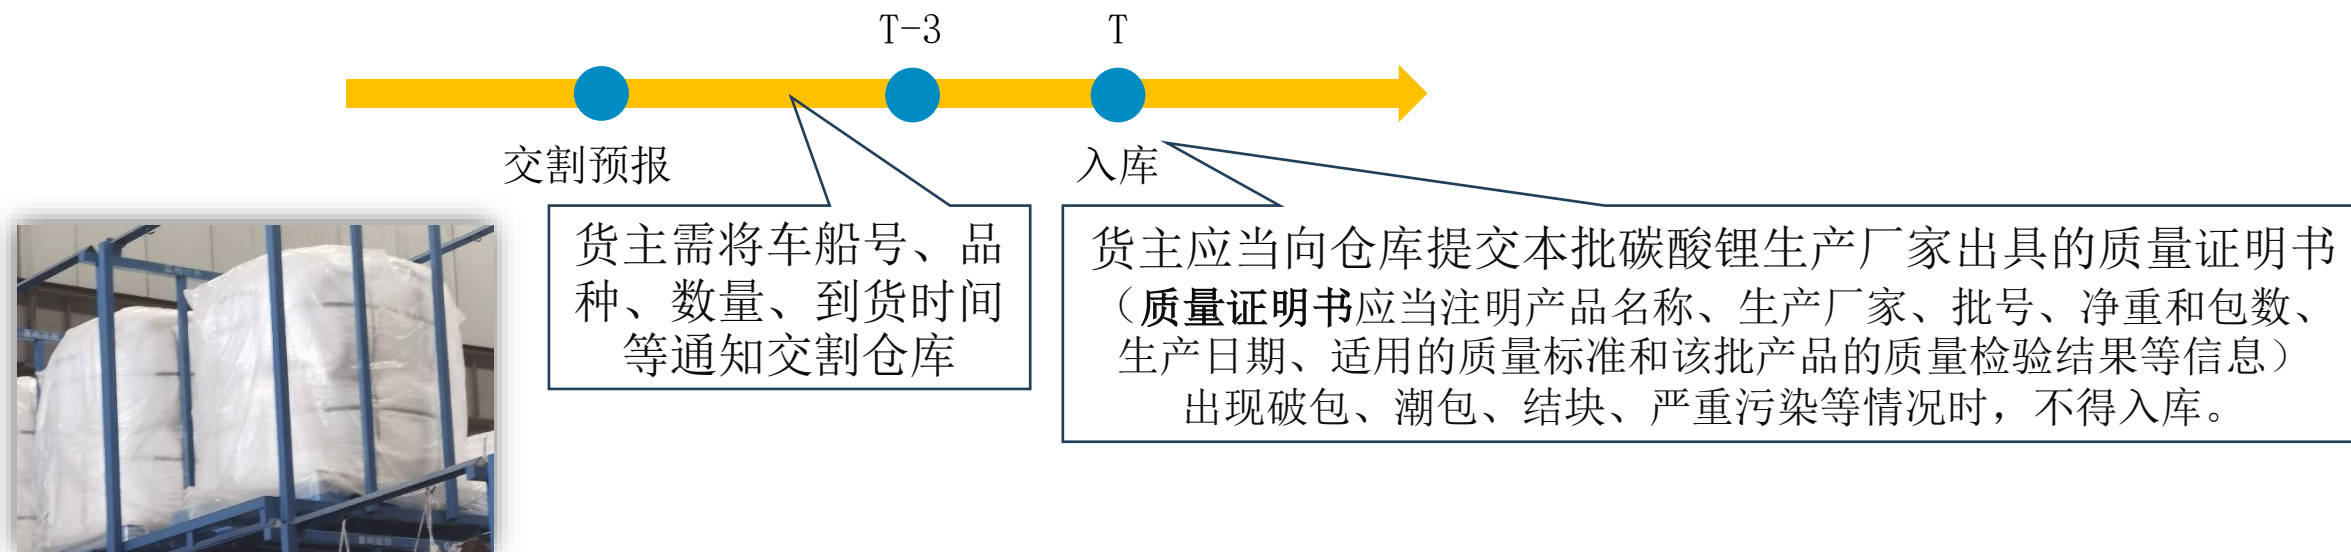 T-3
T
交割预报
入库
货主需将车船号、品
种、数量、到货时间
等通知交割仓库
货主应当向仓库提交本批碳酸锂生产厂家出具的质量证明书
（质量证明书应当注明产品名称、生产厂家、批号、净重和包数、
生产日期、适用的质量标准和该批产品的质量检验结果等信息）
出现破包、潮包、结块、严重污染等情况时，不得入库。